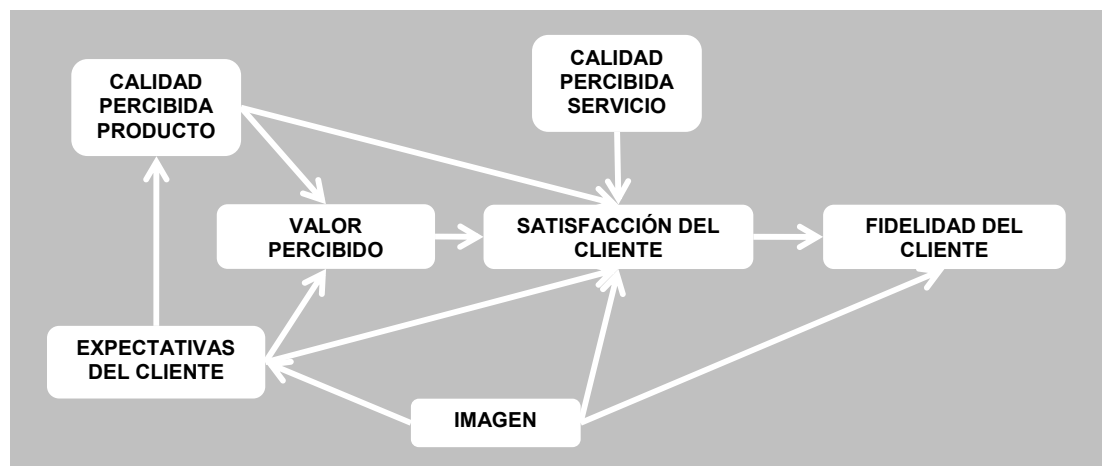 CALIDAD
PERCIBIDA
PRODUCTO
CALIDAD
PERCIBIDA
SERVICIO
VALOR
PERCIBIDO
SATISFACCIÓN DEL
CLIENTE
FIDELIDAD DEL
CLIENTE
EXPECTATIVAS
DEL CLIENTE
IMAGEN